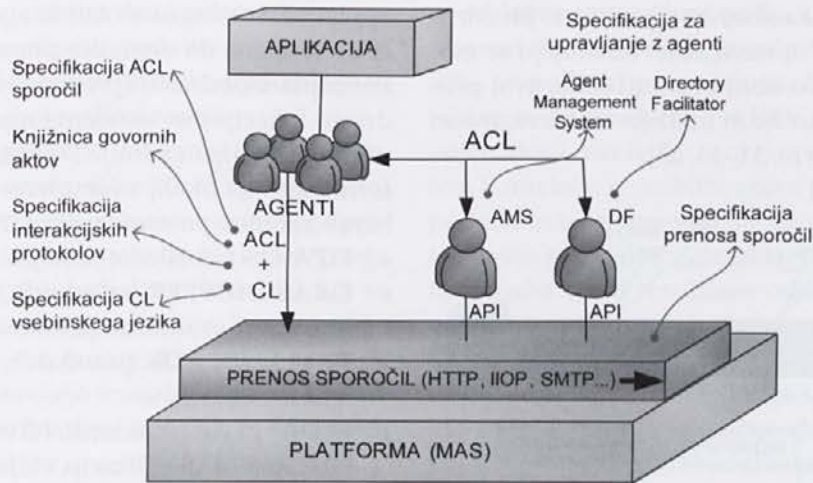 APLIKACIJA
Specifikacija za
upravljanje z agenti
Specifikacija ACL
sporočil
Agent
Management
System
Directory
Facilitator
Knjižnica govornih
aktov
ACL
AGENTI
AMS
DF
Specifikacija
interakcijskih
protokolov
Specifikacija
prenosa sporočil
ACL
+
CL
Specifikacija CL
vsebinskega jezika
API
API
PRENOS SPOROČIL (HTTP, IIOP, SMTP...)
PLATFORMA (MAS)